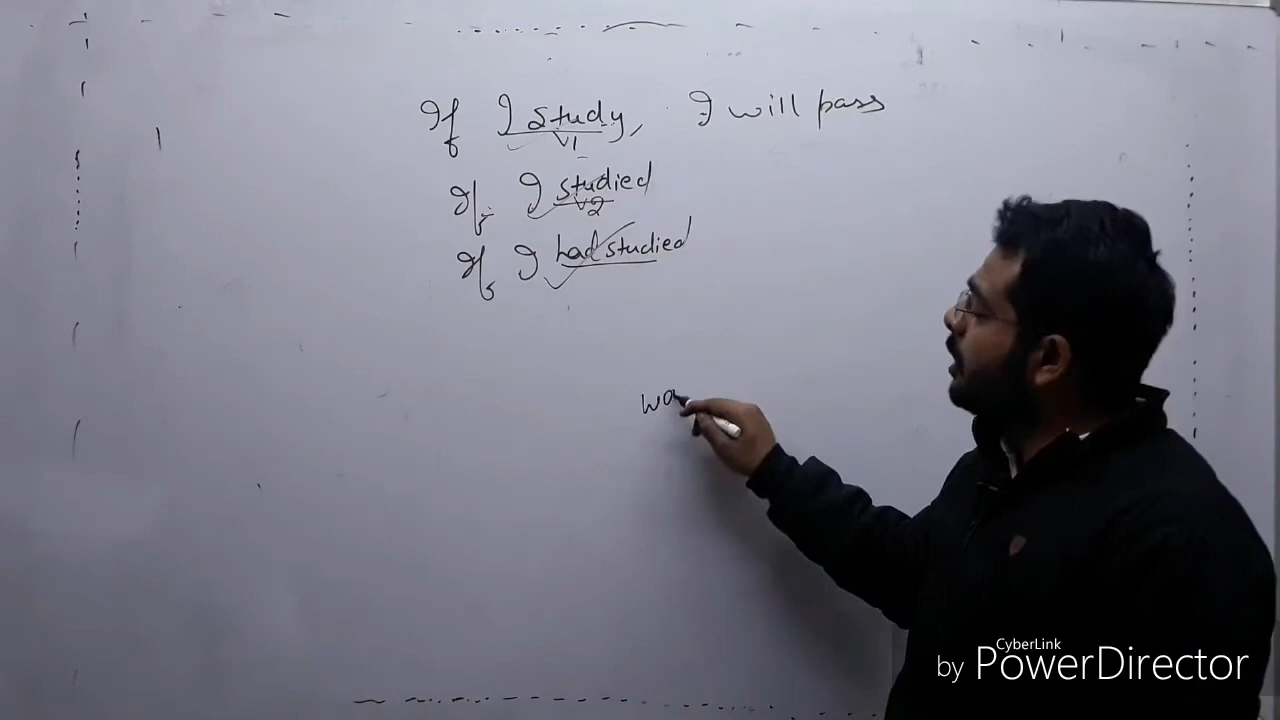 If I study, I will pass
V1
If I studied
V2
If I had studied
wo
CyberLink
by PowerDirector